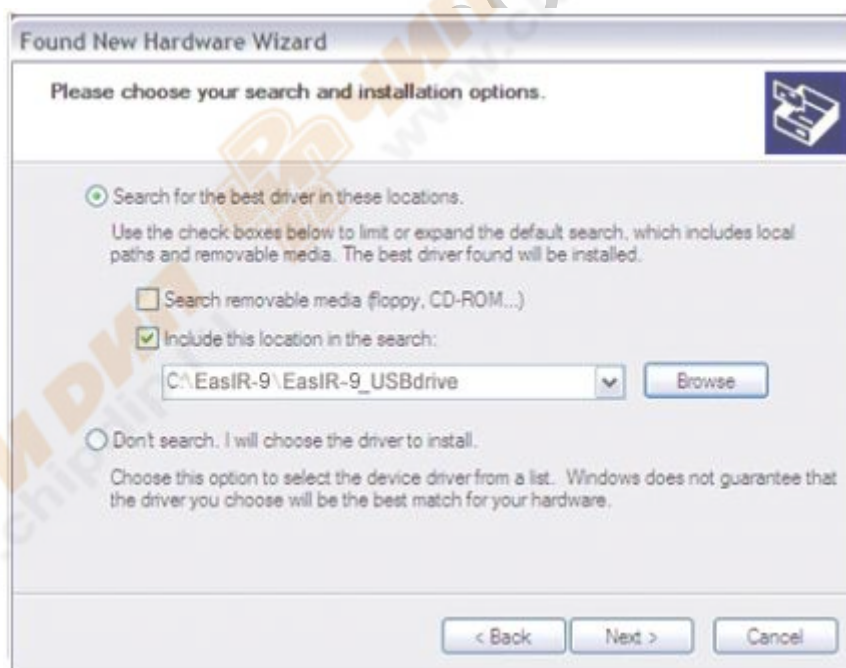 Found New Hardware Wizard
Please choose your search and installation options.
Search for the best driver in these locations.
Use the check boxes below to limit or expand the default search, which includes local
paths and removable media. The best driver found will be installed.
Search removable media (floppy, CD-ROM...)
Include this location in the search:
C:\EasIR-9\EasIR-9_USBdrive
Browse
Don't search. I will choose the driver to install.
Choose this option to select the device driver from a list. Windows does not guarantee that
the driver you choose will be the best match for your hardware.
< Back
Next >
Cancel